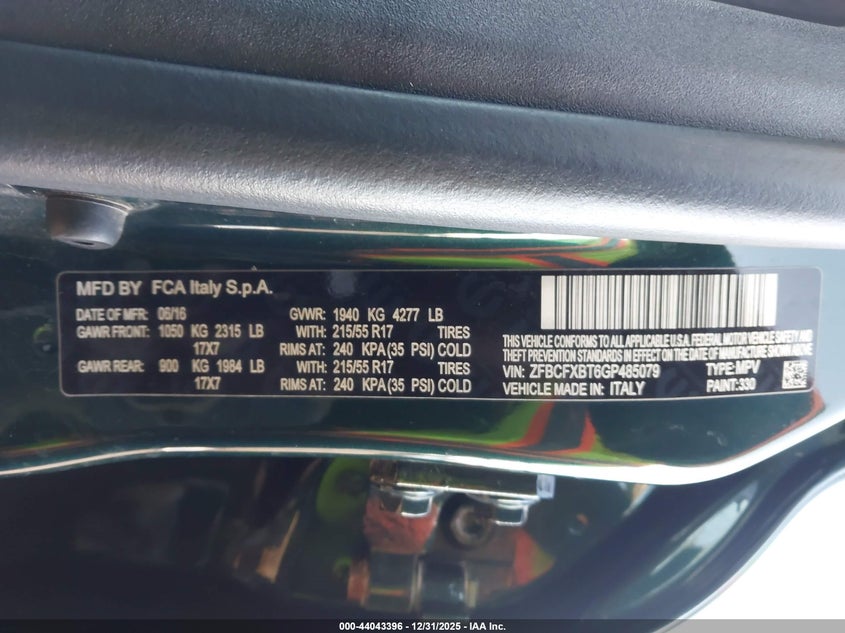 MFD BY FCA Italy S.p.A.
DATE OF MFR: 06/16 GVWR: 1940 KG 4277 LB
GAWR FRONT: 1050 KG 2315 LB WITH: 215/55 R17 TIRES
17X7 RIMS AT: 240 KPA(35 PSI) COLD
GAWR REAR: 900 KG 1984 LB WITH: 215/55 R17 TIRES
17X7 RIMS AT: 240 KPA(35 PSI) COLD
THIS VEHICLE CONFORMS TO ALL APPLICABLE U.S.A. FEDERAL MOTOR VEHICLE SAFETY AND
THEFT PREVENTION STANDARDS IN EFFECT ON THE DATE OF MANUFACTURE SHOWN ABOVE.
VIN: ZFBCFXBT6GP485079 TYPE: MPV
VEHICLE MADE IN: ITALY PAINT: 330
000-44043396 - 12/31/2025 - IAA Inc.